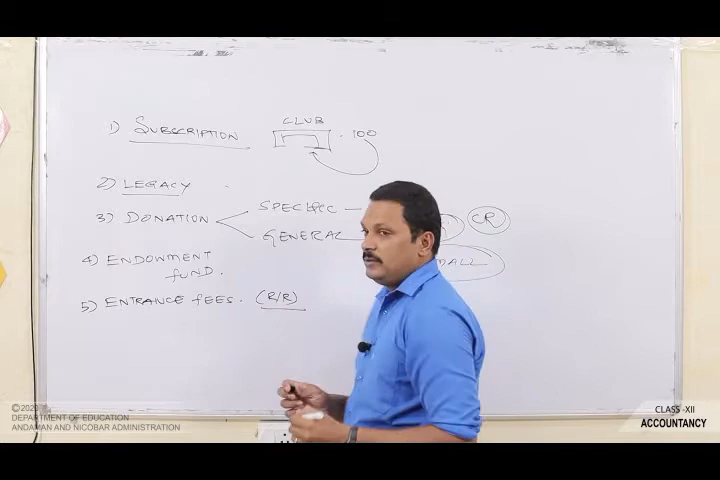 CLUB
1) SUBSCRIPTION 100
2) LEGACY
3) DONATION
SPECIFIC
CR
GENERAL
4) ENDOWMENT
FUND.
5) ENTRANCE FEES. (R/R)
©2020
DEPARTMENT OF EDUCATION
ANDAMAN AND NICOBAR ADMINISTRATION
CLASS -XII
ACCOUNTANCY